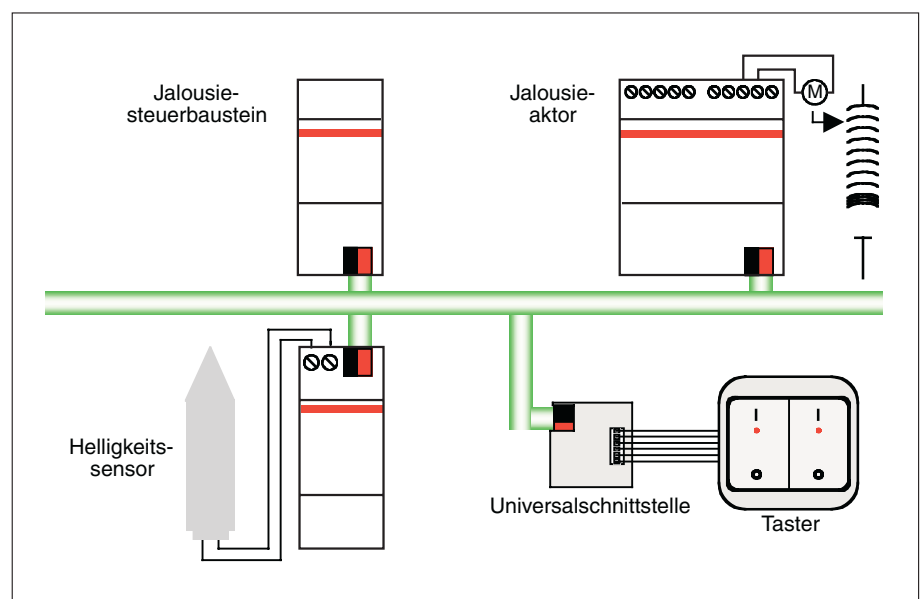 Jalousie-
steuerbaustein
Jalousie-
aktor
M
Helligkeits-
sensor
Universalschnittstelle
I
I
Taster